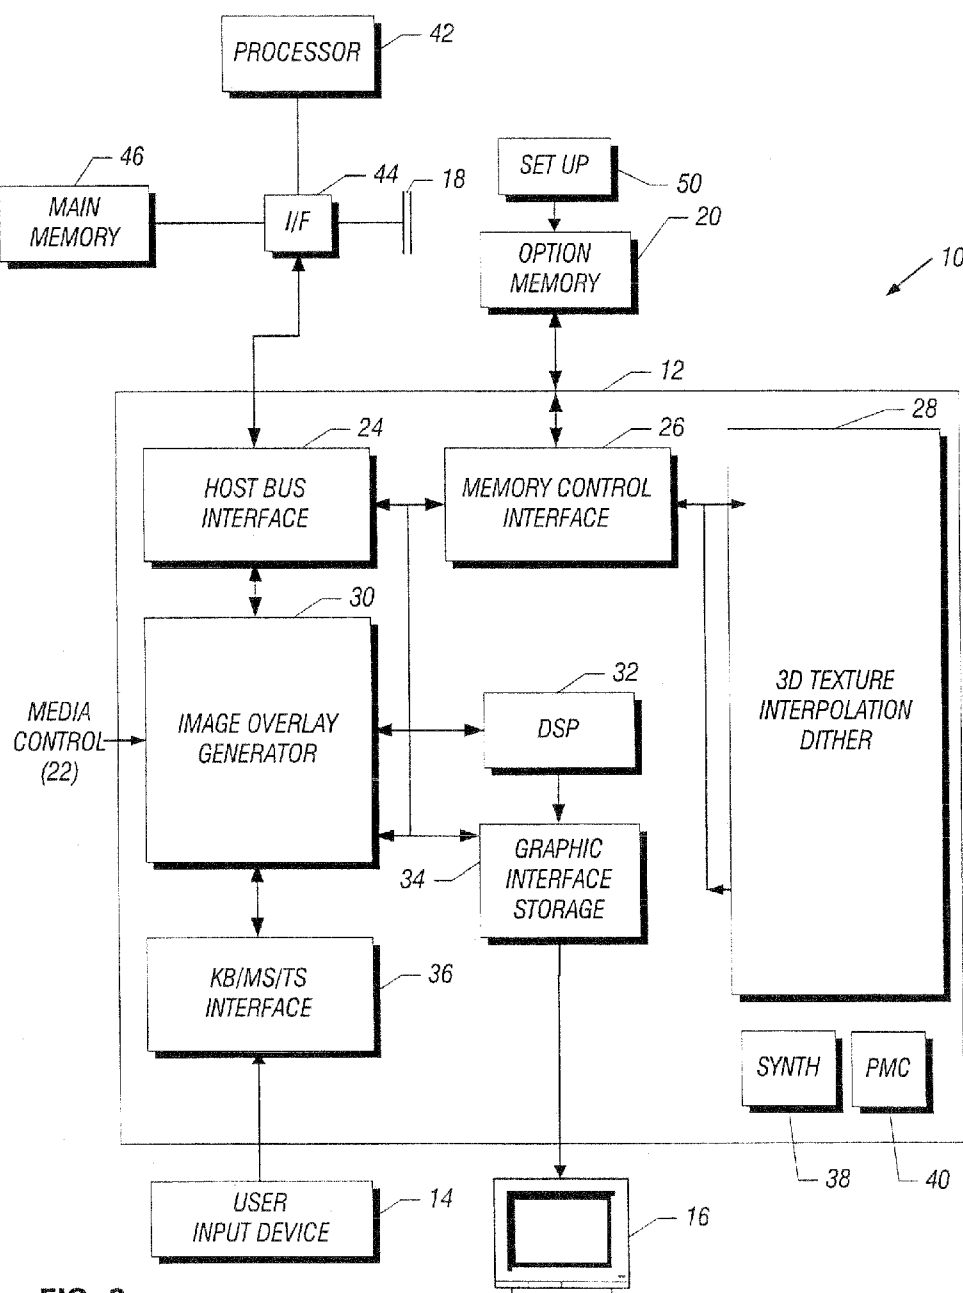 PROCESSOR
42
46
MAIN
MEMORY
44
I/F
18
SET UP
50
20
OPTION
MEMORY
10
12
24
HOST BUS
INTERFACE
26
MEMORY CONTROL
INTERFACE
28
3D TEXTURE
INTERPOLATION
DITHER
30
IMAGE OVERLAY
GENERATOR
MEDIA
CONTROL
(22)
32
DSP
34
GRAPHIC
INTERFACE
STORAGE
KB/MS/TS
INTERFACE
36
SYNTH
PMC
38
40
USER
INPUT DEVICE
14
16